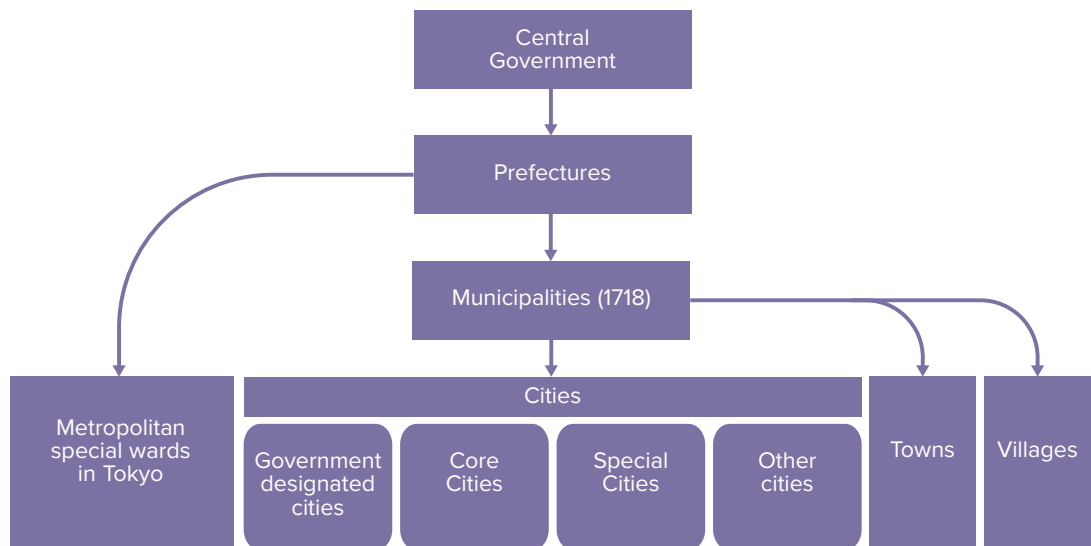 Central
Government
Prefectures
Municipalities (1718)
Metropolitan
special wards
in Tokyo
Cities
Government
designated
cities
Core
Cities
Special
Cities
Other
cities
Towns
Villages